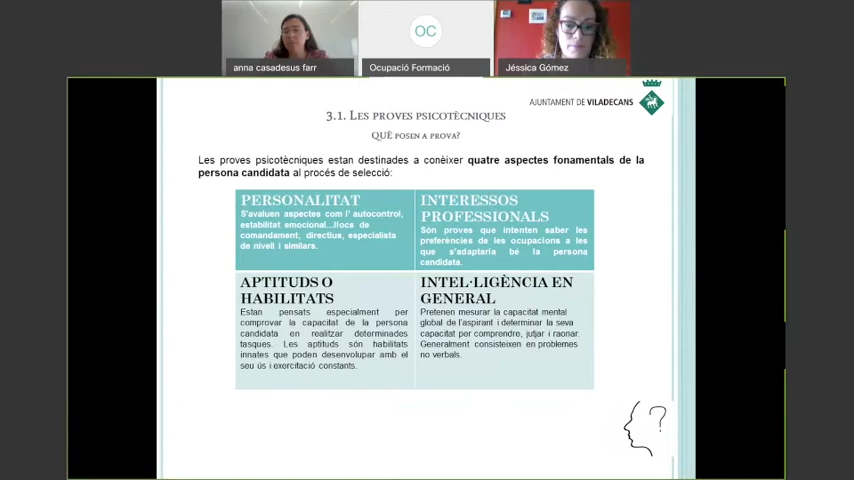 OC
anna casadesus farr
Ocupació Formació
Jéssica Gómez
AJUNTAMENT DE VILADECANS
3.1. LES PROVES PSICOTÈCNIQUES
QUÈ POSEN A PROVA?
Les proves psicotècniques estan destinades a conèixer quatre aspectes fonamentals de la
persona candidata al procés de selecció:
PERSONALITAT
S'avaluen aspectes com l' autocontrol,
estabilitat emocional...llocs de
comandament, directius, especialista
de nivell i similars.
INTERESSOS
PROFESSIONALS
Són proves que intenten saber les
preferències de les ocupacions a les
que s'adaptaria bé la persona
candidata.
APTITUDS O
HABILITATS
Estan pensats especialment per
comprovar la capacitat de la persona
candidata en realitzar determinades
tasques. Les aptituds són habilitats
innates que poden desenvolupar amb el
seu ús i exercitació constants.
INTEL·LIGÈNCIA EN
GENERAL
Pretenen mesurar la capacitat mental
global de l'aspirant i determinar la seva
capacitat per comprendre, jutjar i raonar.
Generalment consisteixen en problemes
no verbals.
?